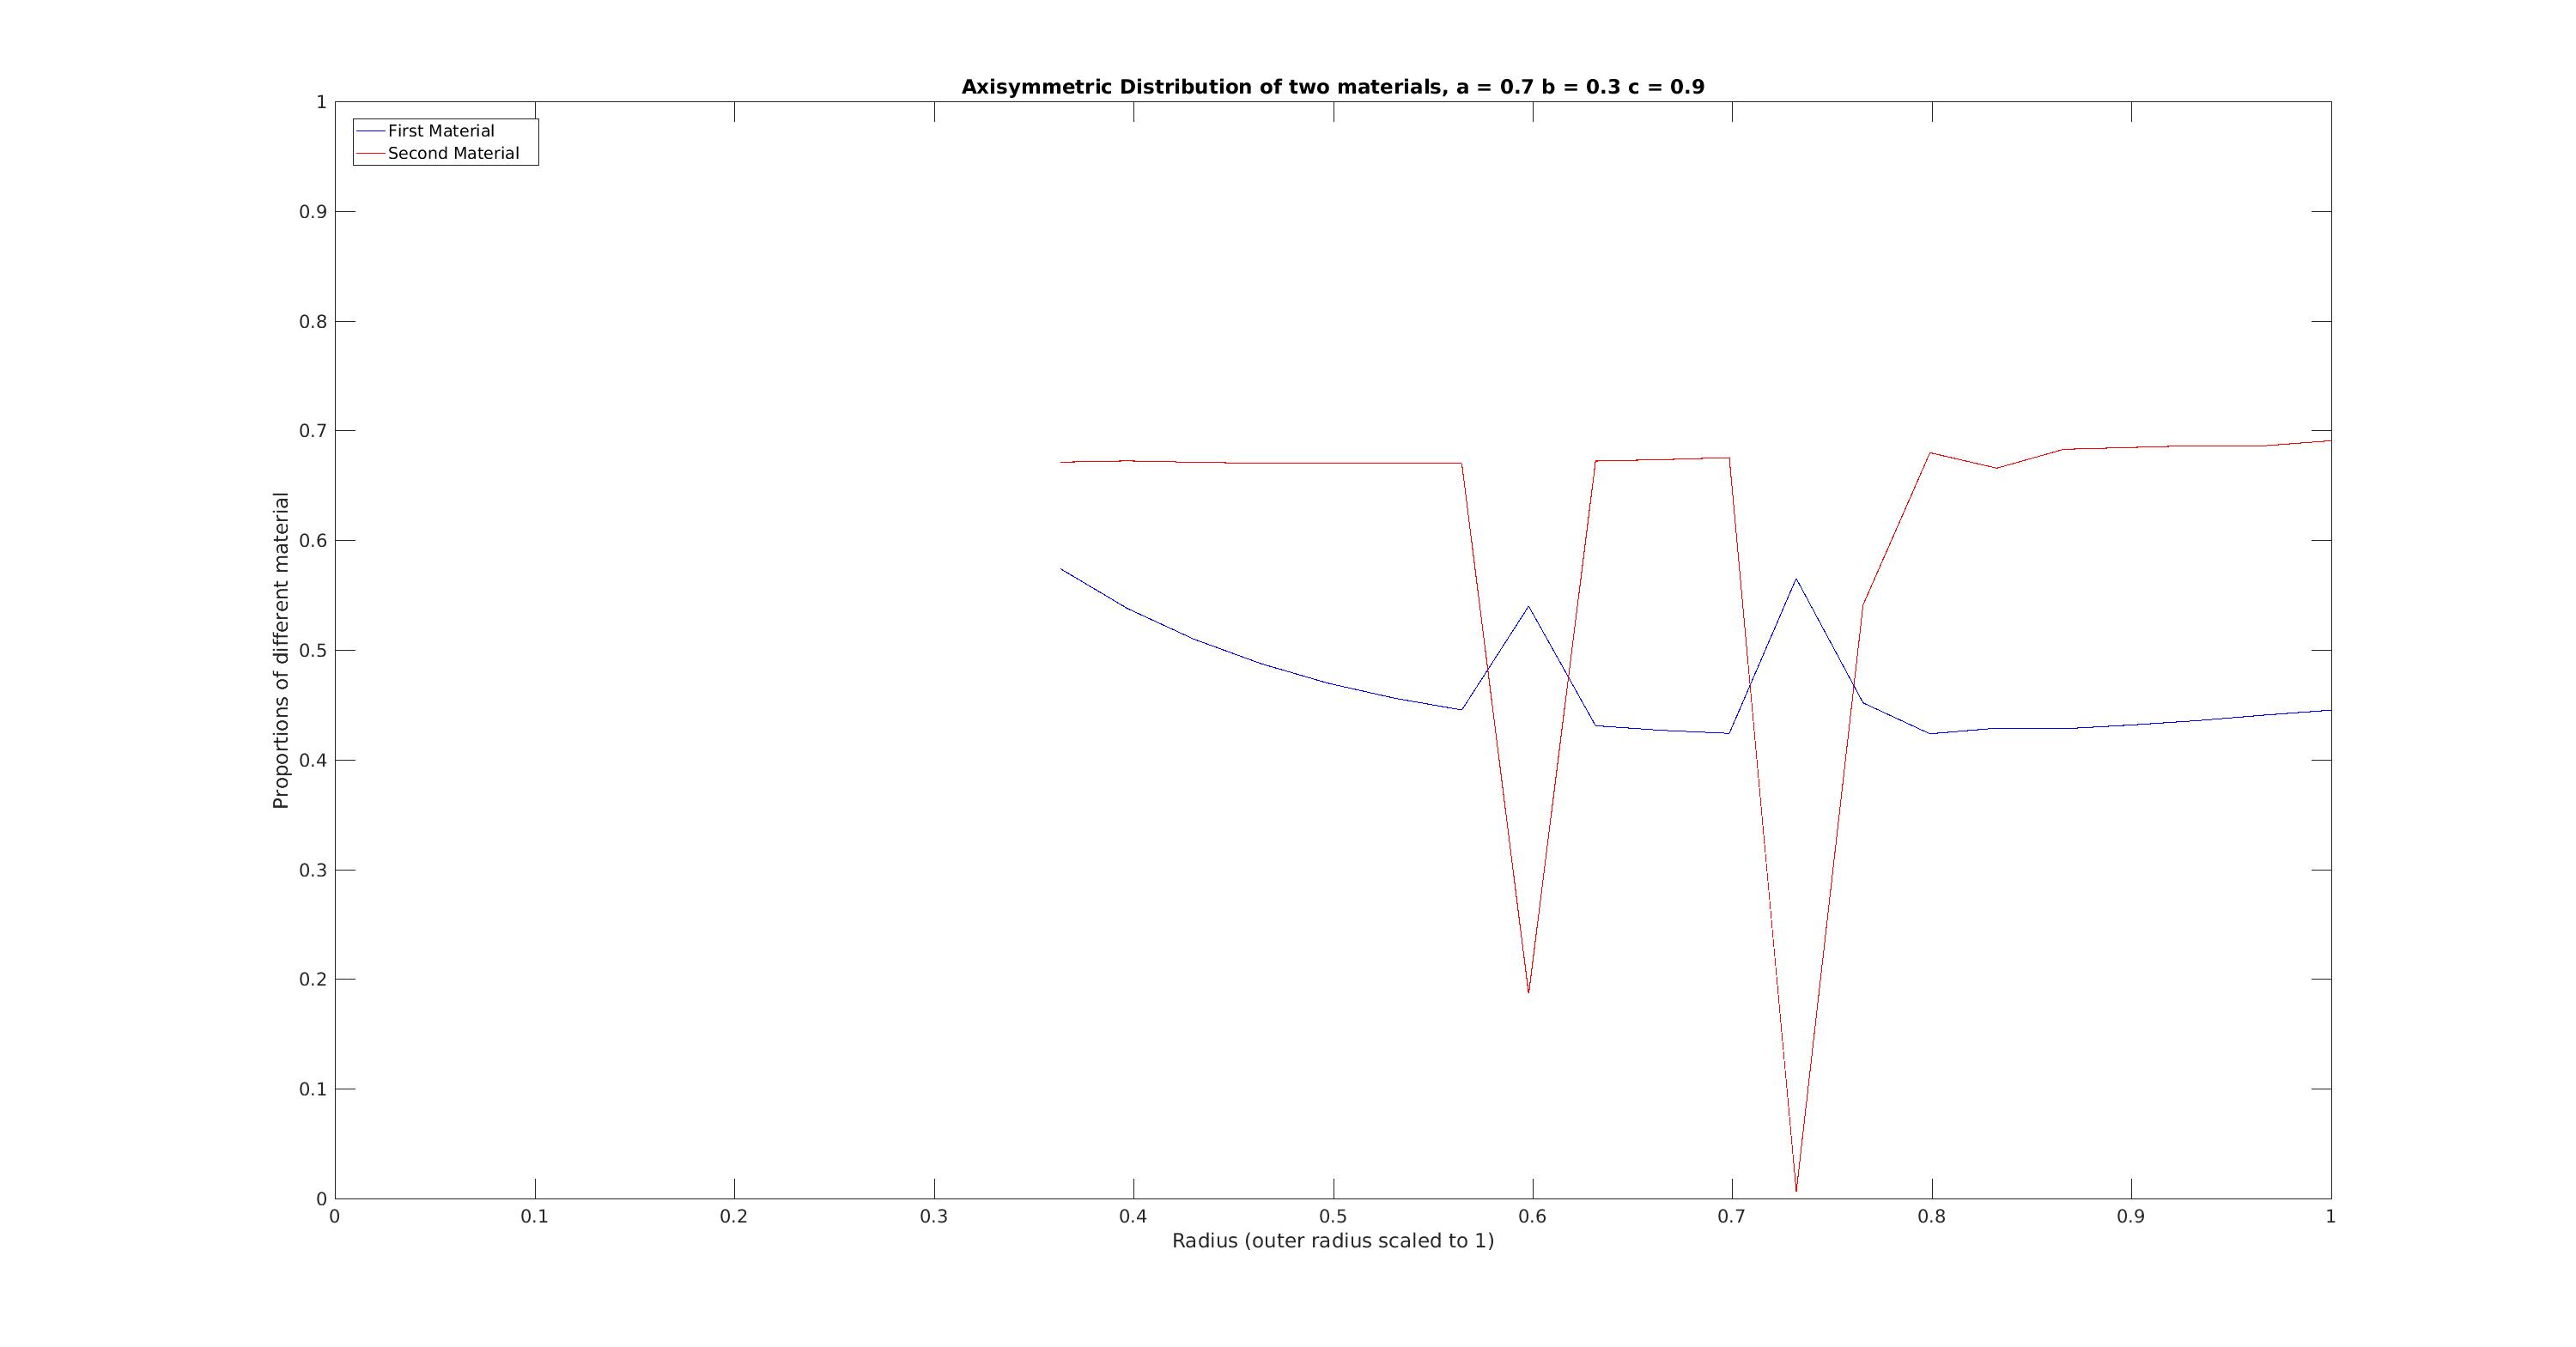 Axisymmetric Distribution of two materials, a = 0.7 b = 0.3 c = 0.9
First Material
Second Material
1
0.9
0.8
0.7
0.6
0.5
0.4
0.3
0.2
0.1
0
Proportions of different material
0 0.1 0.2 0.3 0.4 0.5 0.6 0.7 0.8 0.9 1
Radius (outer radius scaled to 1)